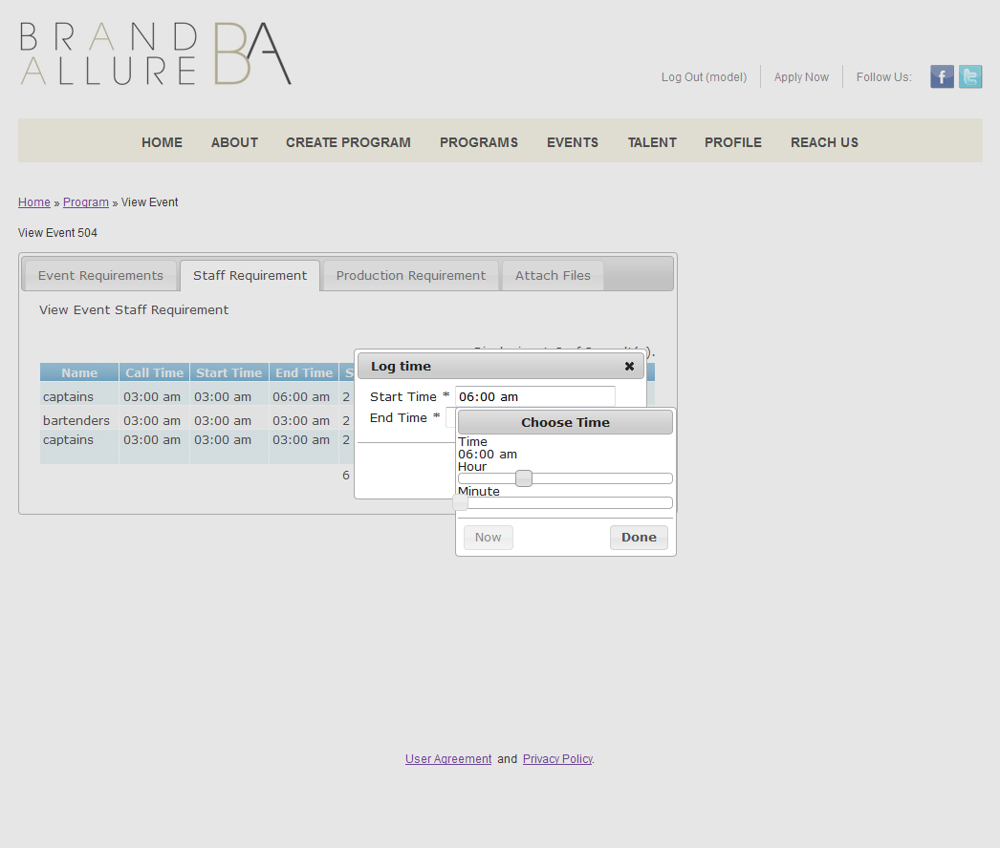 BRAND BA
ALLURE
Log Out (model) Apply Now Follow Us:
HOME ABOUT CREATE PROGRAM PROGRAMS EVENTS TALENT PROFILE REACH US
Home » Program » View Event
View Event 504
Event Requirements Staff Requirement Production Requirement Attach Files
View Event Staff Requirement
Name Call Time Start Time End Time S
captains 03:00 am 03:00 am 06:00 am 2
bartenders 03:00 am 03:00 am 03:00 am 2
captains 03:00 am 03:00 am 03:00 am 2
6
Log time
Start Time * 06:00 am
End Time *
Choose Time
Time
06:00 am
Hour
Minute
Now Done
User Agreement and Privacy Policy.